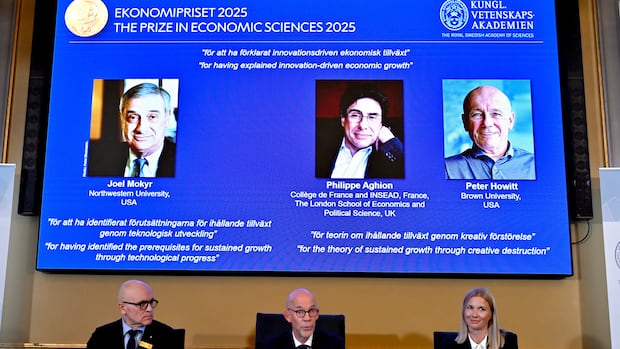 EKONOMIPRISET 2025
THE PRIZE IN ECONOMIC SCIENCES 2025
KUNGL.
VETENSKAPS-
AKADEMIEN
THE ROYAL SWEDISH ACADEMY OF SCIENCES
"för att ha förklarat innovationsdriven ekonomisk tillväxt"
"for having explained innovation-driven economic growth"
Joel Mokyr
Northwestern University,
USA
Philippe Aghion
Collège de France and INSEAD, France,
The London School of Economics and
Political Science, UK
Peter Howitt
Brown University,
USA
"för att ha identifierat förutsättningarna för ihållande tillväxt
genom teknologisk utveckling"
"for having identified the prerequisites for sustained growth
through technological progress"
"för teorin om ihållande tillväxt genom kreativ förstörelse"
"for the theory of sustained growth through creative destruction"